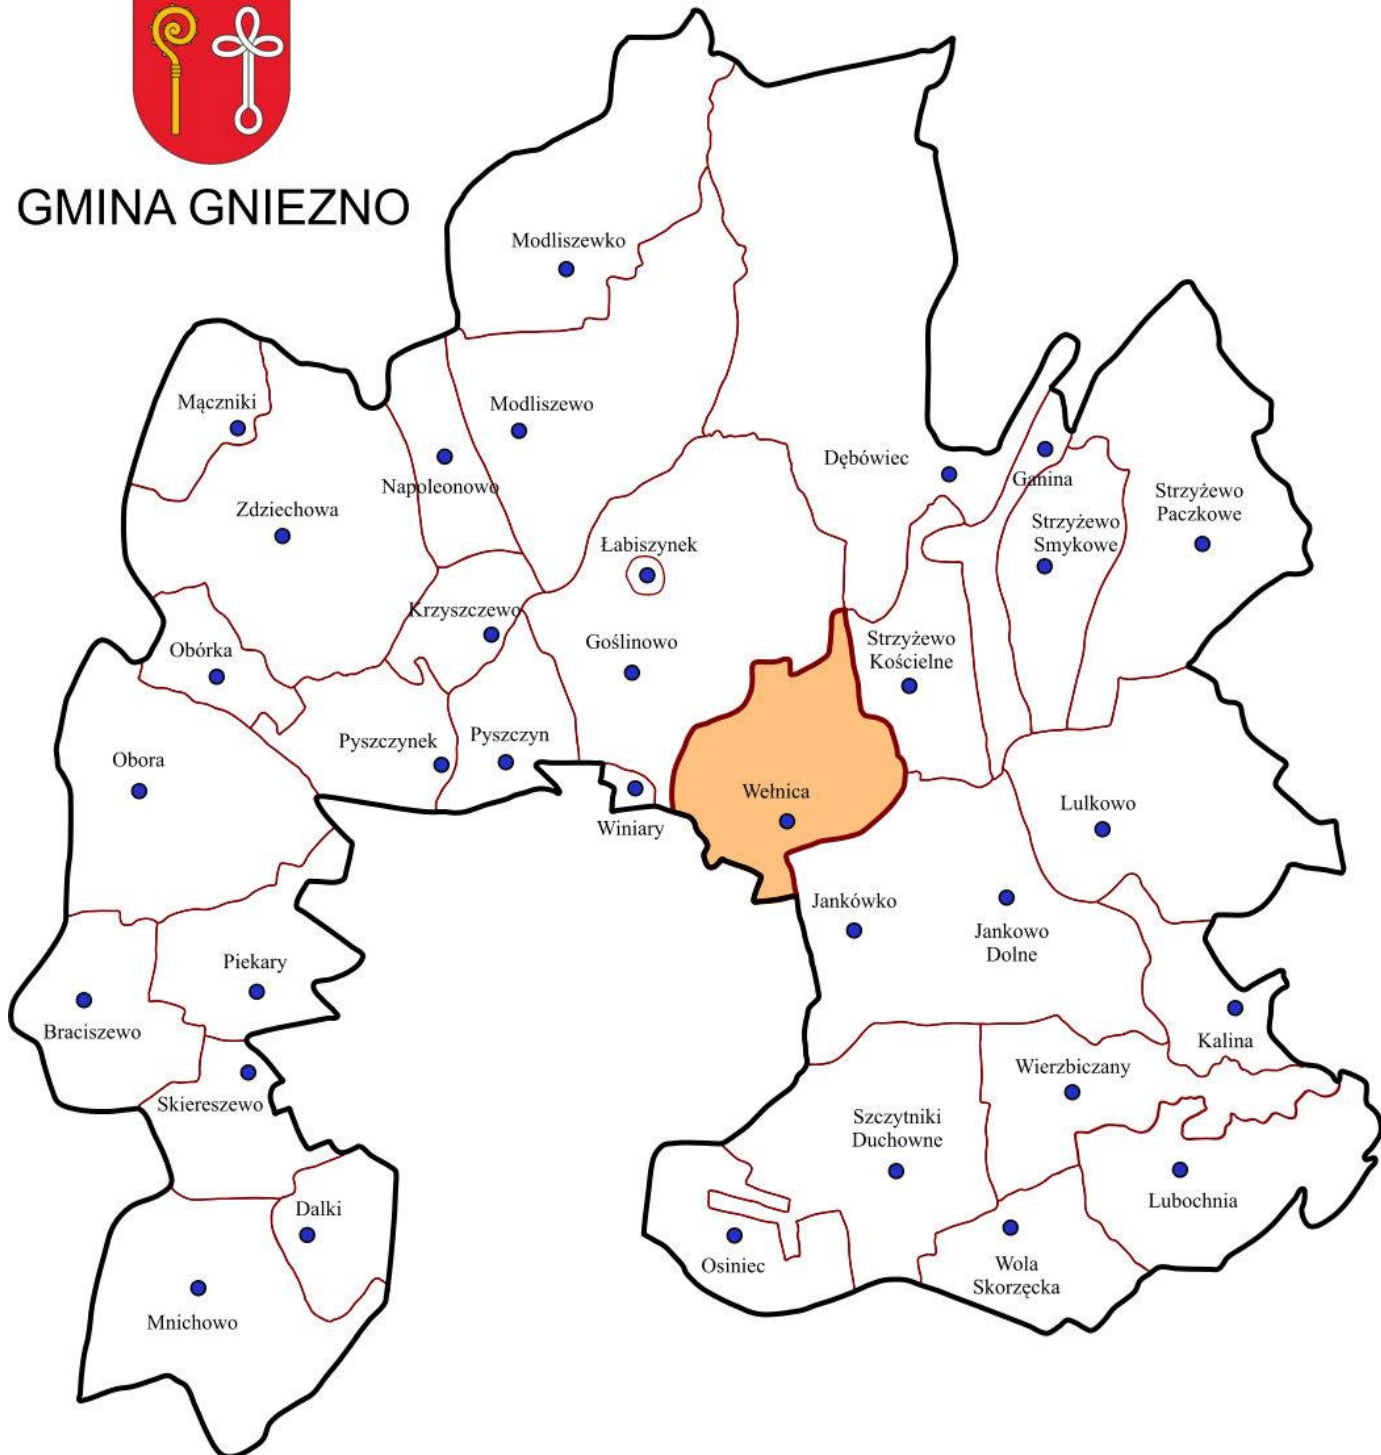 GMINA GNIEZNO
Modliszewko
Mączniki
Modliszewo
Napoleonowo
Dębówiec
Ganina
Strzyżewo
Paczkowe
Zdziechowa
Strzyżewo
Smykowe
Łabiszynek
Krzyszczewo
Obórka
Goślinowo
Strzyżewo
Kościelne
Pyszczynek
Pyszczyn
Obora
Wełnica
Winiary
Lulkowo
Jankówko
Jankowo
Dolne
Piekary
Braciszewo
Kalina
Skiereszewo
Wierzbiczany
Szczytniki
Duchowne
Lubochnia
Dalki
Osiniec
Wola
Skorzęcka
Mnichowo